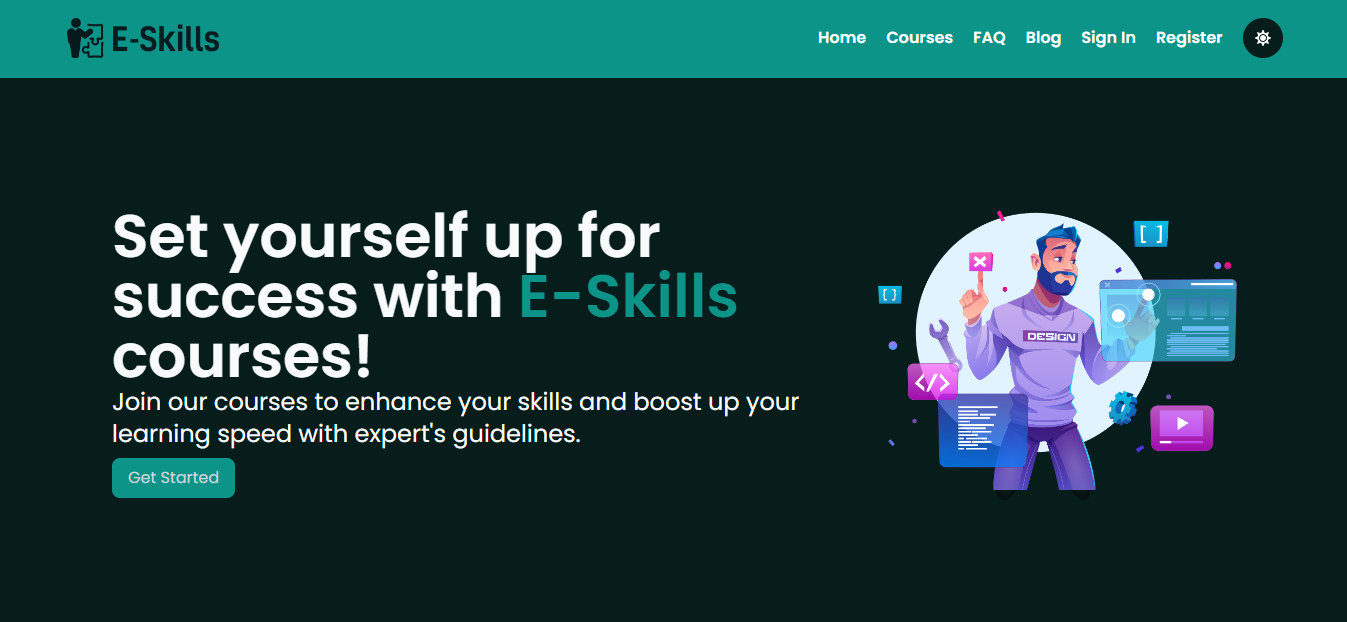 E-Skills
Home Courses FAQ Blog Sign In Register
Set yourself up for
success with E-Skills
courses!
Join our courses to enhance your skills and boost up your
learning speed with expert's guidelines.
Get Started
[ ]
[ ]
DESIGN
</>